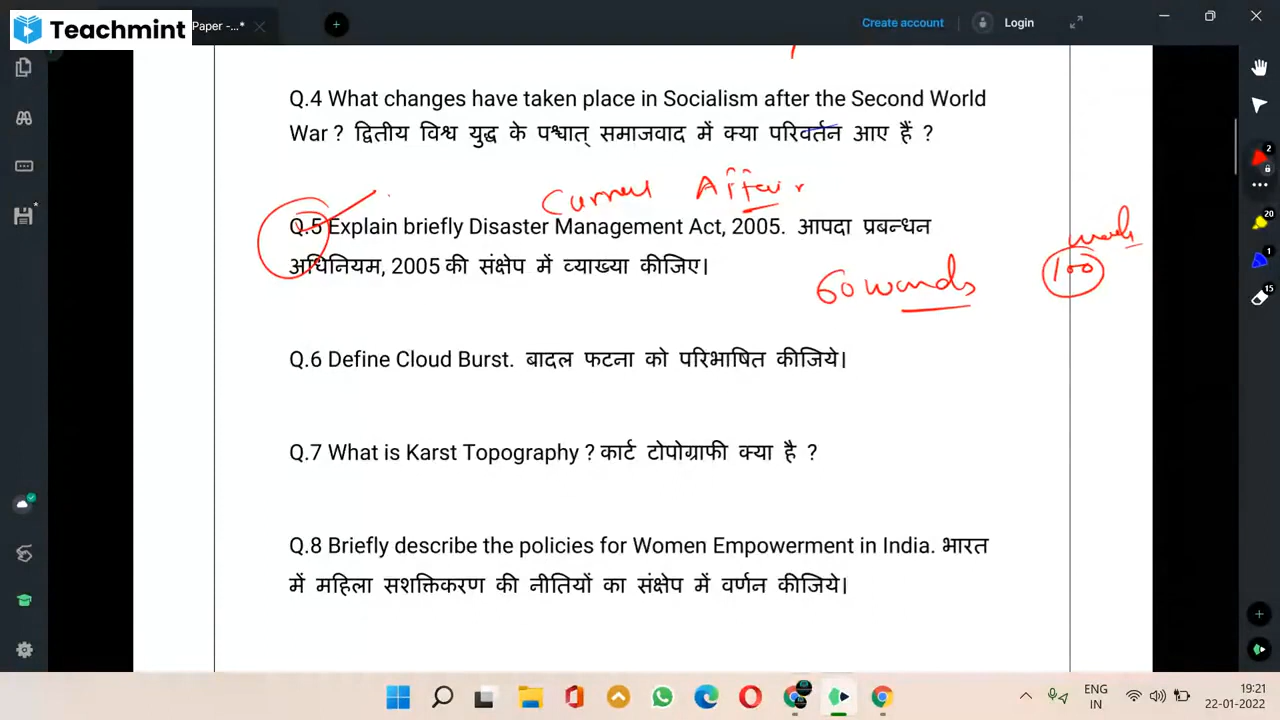 Teachmint
Paper -...*
Create account
Login
Q.4 What changes have taken place in Socialism after the Second World
War ? द्वितीय विश्व युद्ध के पश्चात् समाजवाद में क्या परिवर्तन आए हैं ?
Current Affair
Q.5 Explain briefly Disaster Management Act, 2005. आपदा प्रबन्धन
अधिनियम, 2005 की संक्षेप में व्याख्या कीजिए।
60 words
100
2
20
1
15
Q.6 Define Cloud Burst. बादल फटना को परिभाषित कीजिये।
Q.7 What is Karst Topography ? कार्ट टोपोग्राफी क्या है ?
Q.8 Briefly describe the policies for Women Empowerment in India. भारत
में महिला सशक्तिकरण की नीतियों का संक्षेप में वर्णन कीजिये।
ENG
IN
19:21
22-01-2022